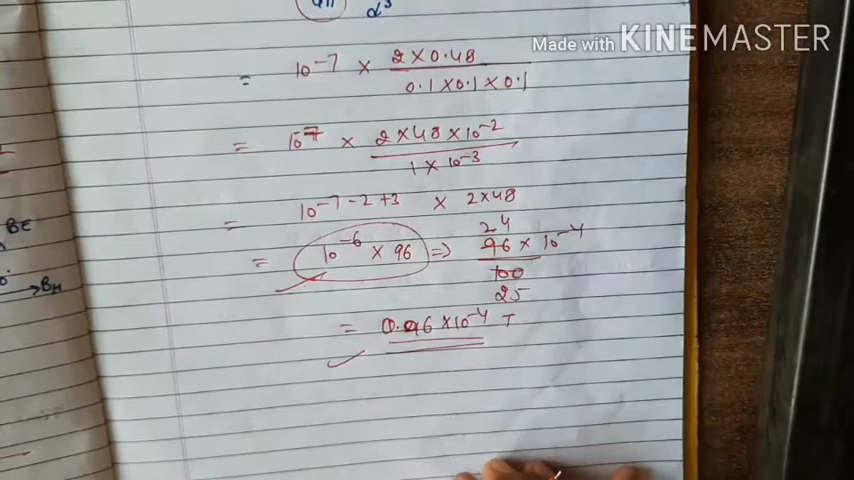 d³
Made with KINEMASTER
= 10⁻⁷ × 2×0.48 / 0.1×0.1×0.1
= 10⁻⁷ × 2×48×10⁻² / 1×10⁻³
= 10⁻⁷⁻²⁺³ × 2×48
BE
= 10⁻⁶ × 96 ⇒ 96 × 10⁻⁴ / 100
24
25
→BH
= 0.96×10⁻⁴ T